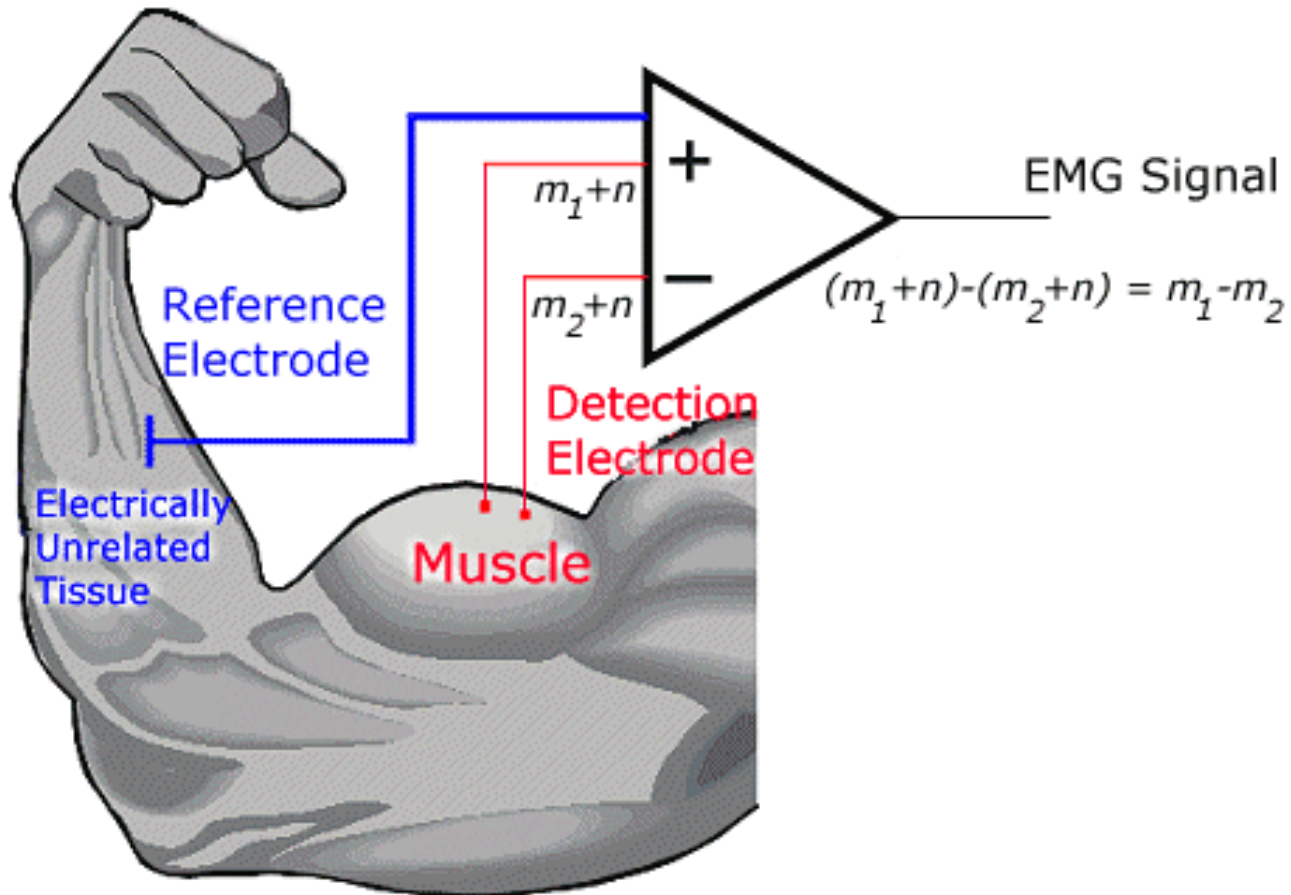 +
m₁+n
EMG Signal
Reference
Electrode
−
m₂+n
(m₁+n)-(m₂+n) = m₁-m₂
Detection
Electrode
Electrically
Unrelated
Tissue
Muscle